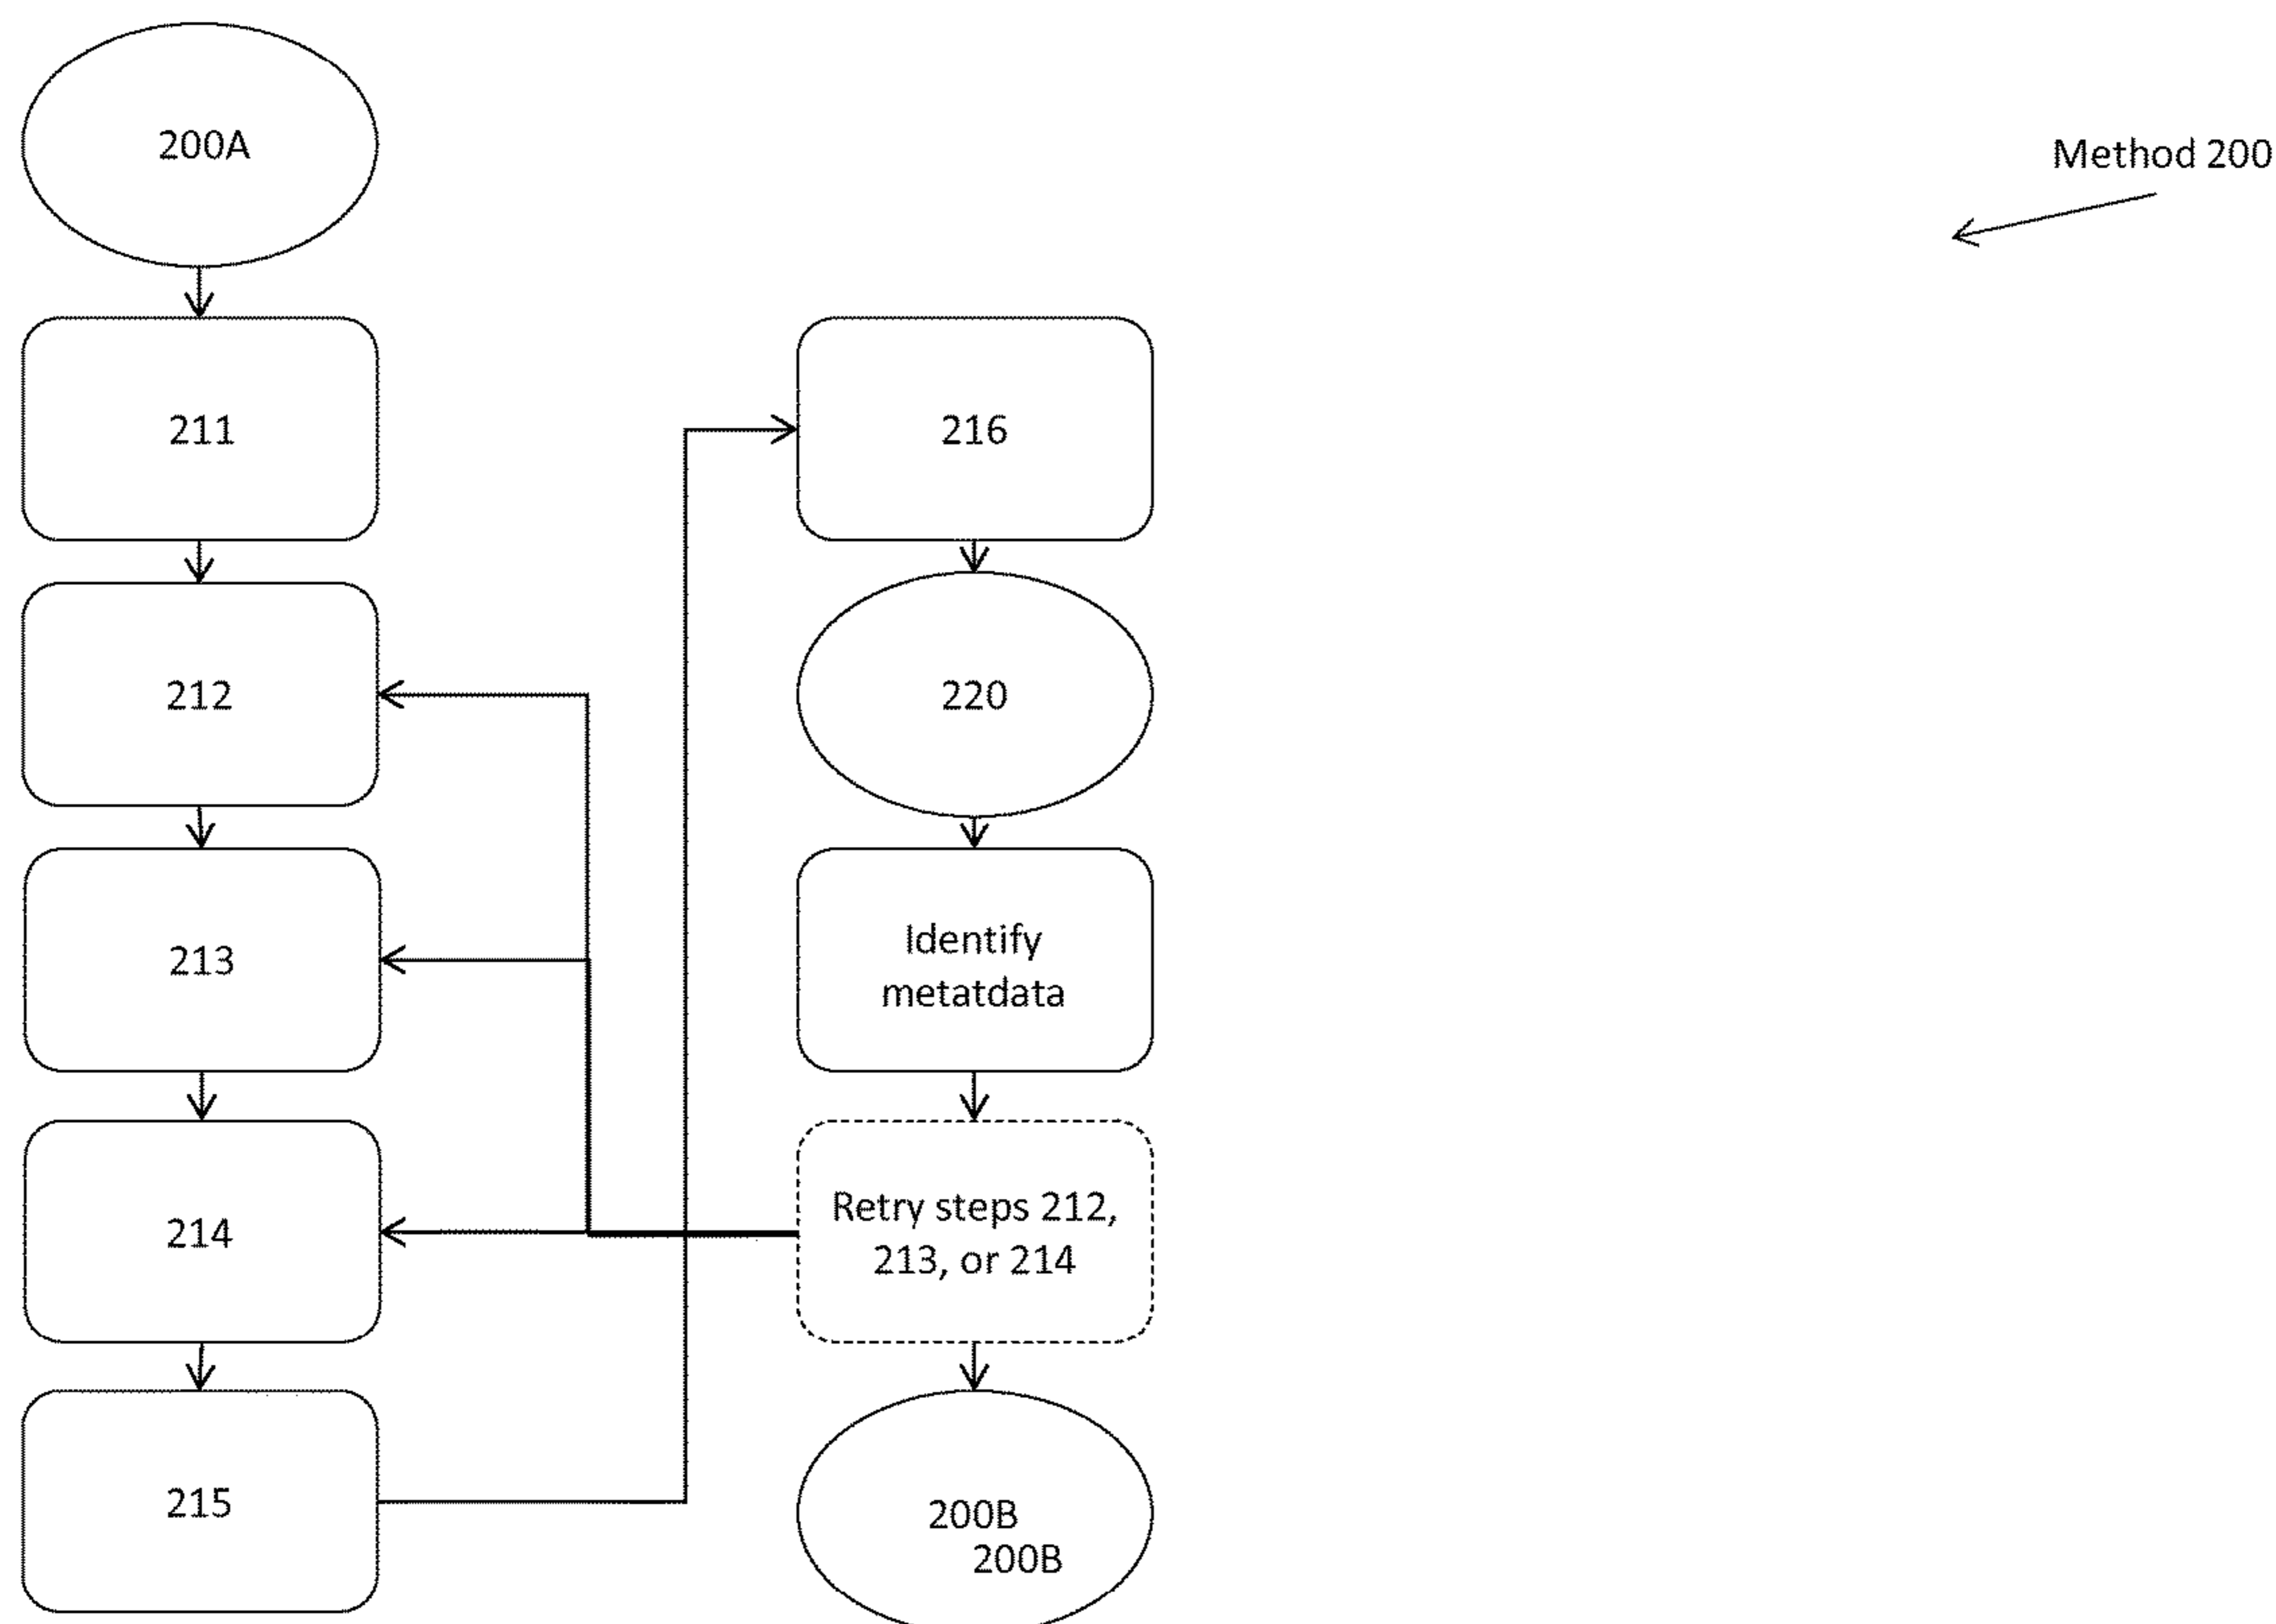 200A
Method 200
211
212
213
214
215
216
220
Identify
metatdata
Retry steps 212,
213, or 214
200B
200B